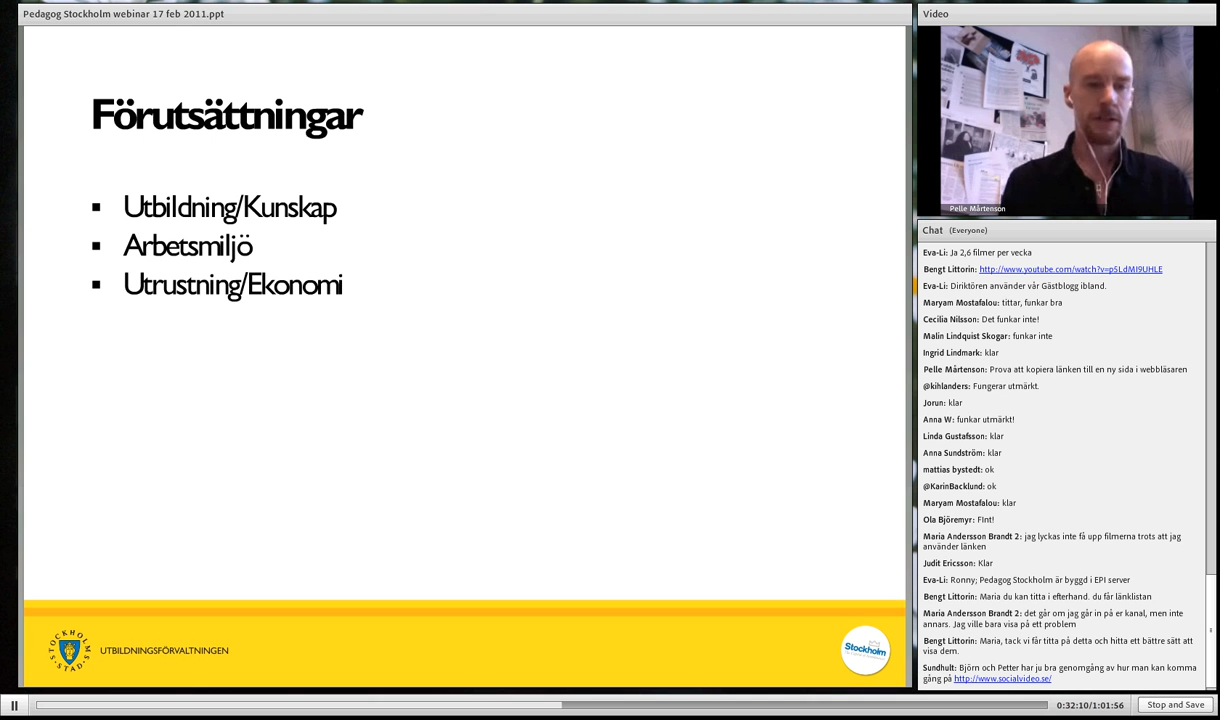 Pedagog Stockholm webinar 17 feb 2011.ppt
Förutsättningar
Utbildning/Kunskap
Arbetsmiljö
Utrustning/Ekonomi
STOCKHOLMS STAD
UTBILDNINGSFÖRVALTNINGEN
Stockholm
Video
Pelle Mårtenson
Chat (Everyone)
Eva-Li: Ja 2,6 filmer per vecka
Bengt Littorin: http://www.youtube.com/watch?v=p5LdMI9UHLE
Eva-Li: Diriktören använder vår Gästblogg ibland.
Maryam Mostafalou: tittar, funkar bra
Cecilia Nilsson: Det funkar inte!
Malin Lindquist Skogar: funkar inte
Ingrid Lindmark: klar
Pelle Mårtenson: Prova att kopiera länken till en ny sida i webbläsaren
@kihlanders: Fungerar utmärkt.
Jorun: klar
Anna W: funkar utmärkt!
Linda Gustafsson: klar
Anna Sundström: klar
mattias bystedt: ok
@KarinBacklund: ok
Maryam Mostafalou: klar
Ola Björemyr: FInt!
Maria Andersson Brandt 2: jag lyckas inte få upp filmerna trots att jag
använder länken
Judit Ericsson: Klar
Eva-Li: Ronny; Pedagog Stockholm är byggd i EPI server
Bengt Littorin: Maria du kan titta i efterhand. du får länklistan
Maria Andersson Brandt 2: det går om jag går in på er kanal, men inte
annars. Jag ville bara visa på ett problem
Bengt Littorin: Maria, tack vi får titta på detta och hitta ett bättre sätt att
visa dem.
Sundhult: Björn och Petter har ju bra genomgång av hur man kan komma
gång på http://www.socialvideo.se/
0:32:10/1:01:56
Stop and Save